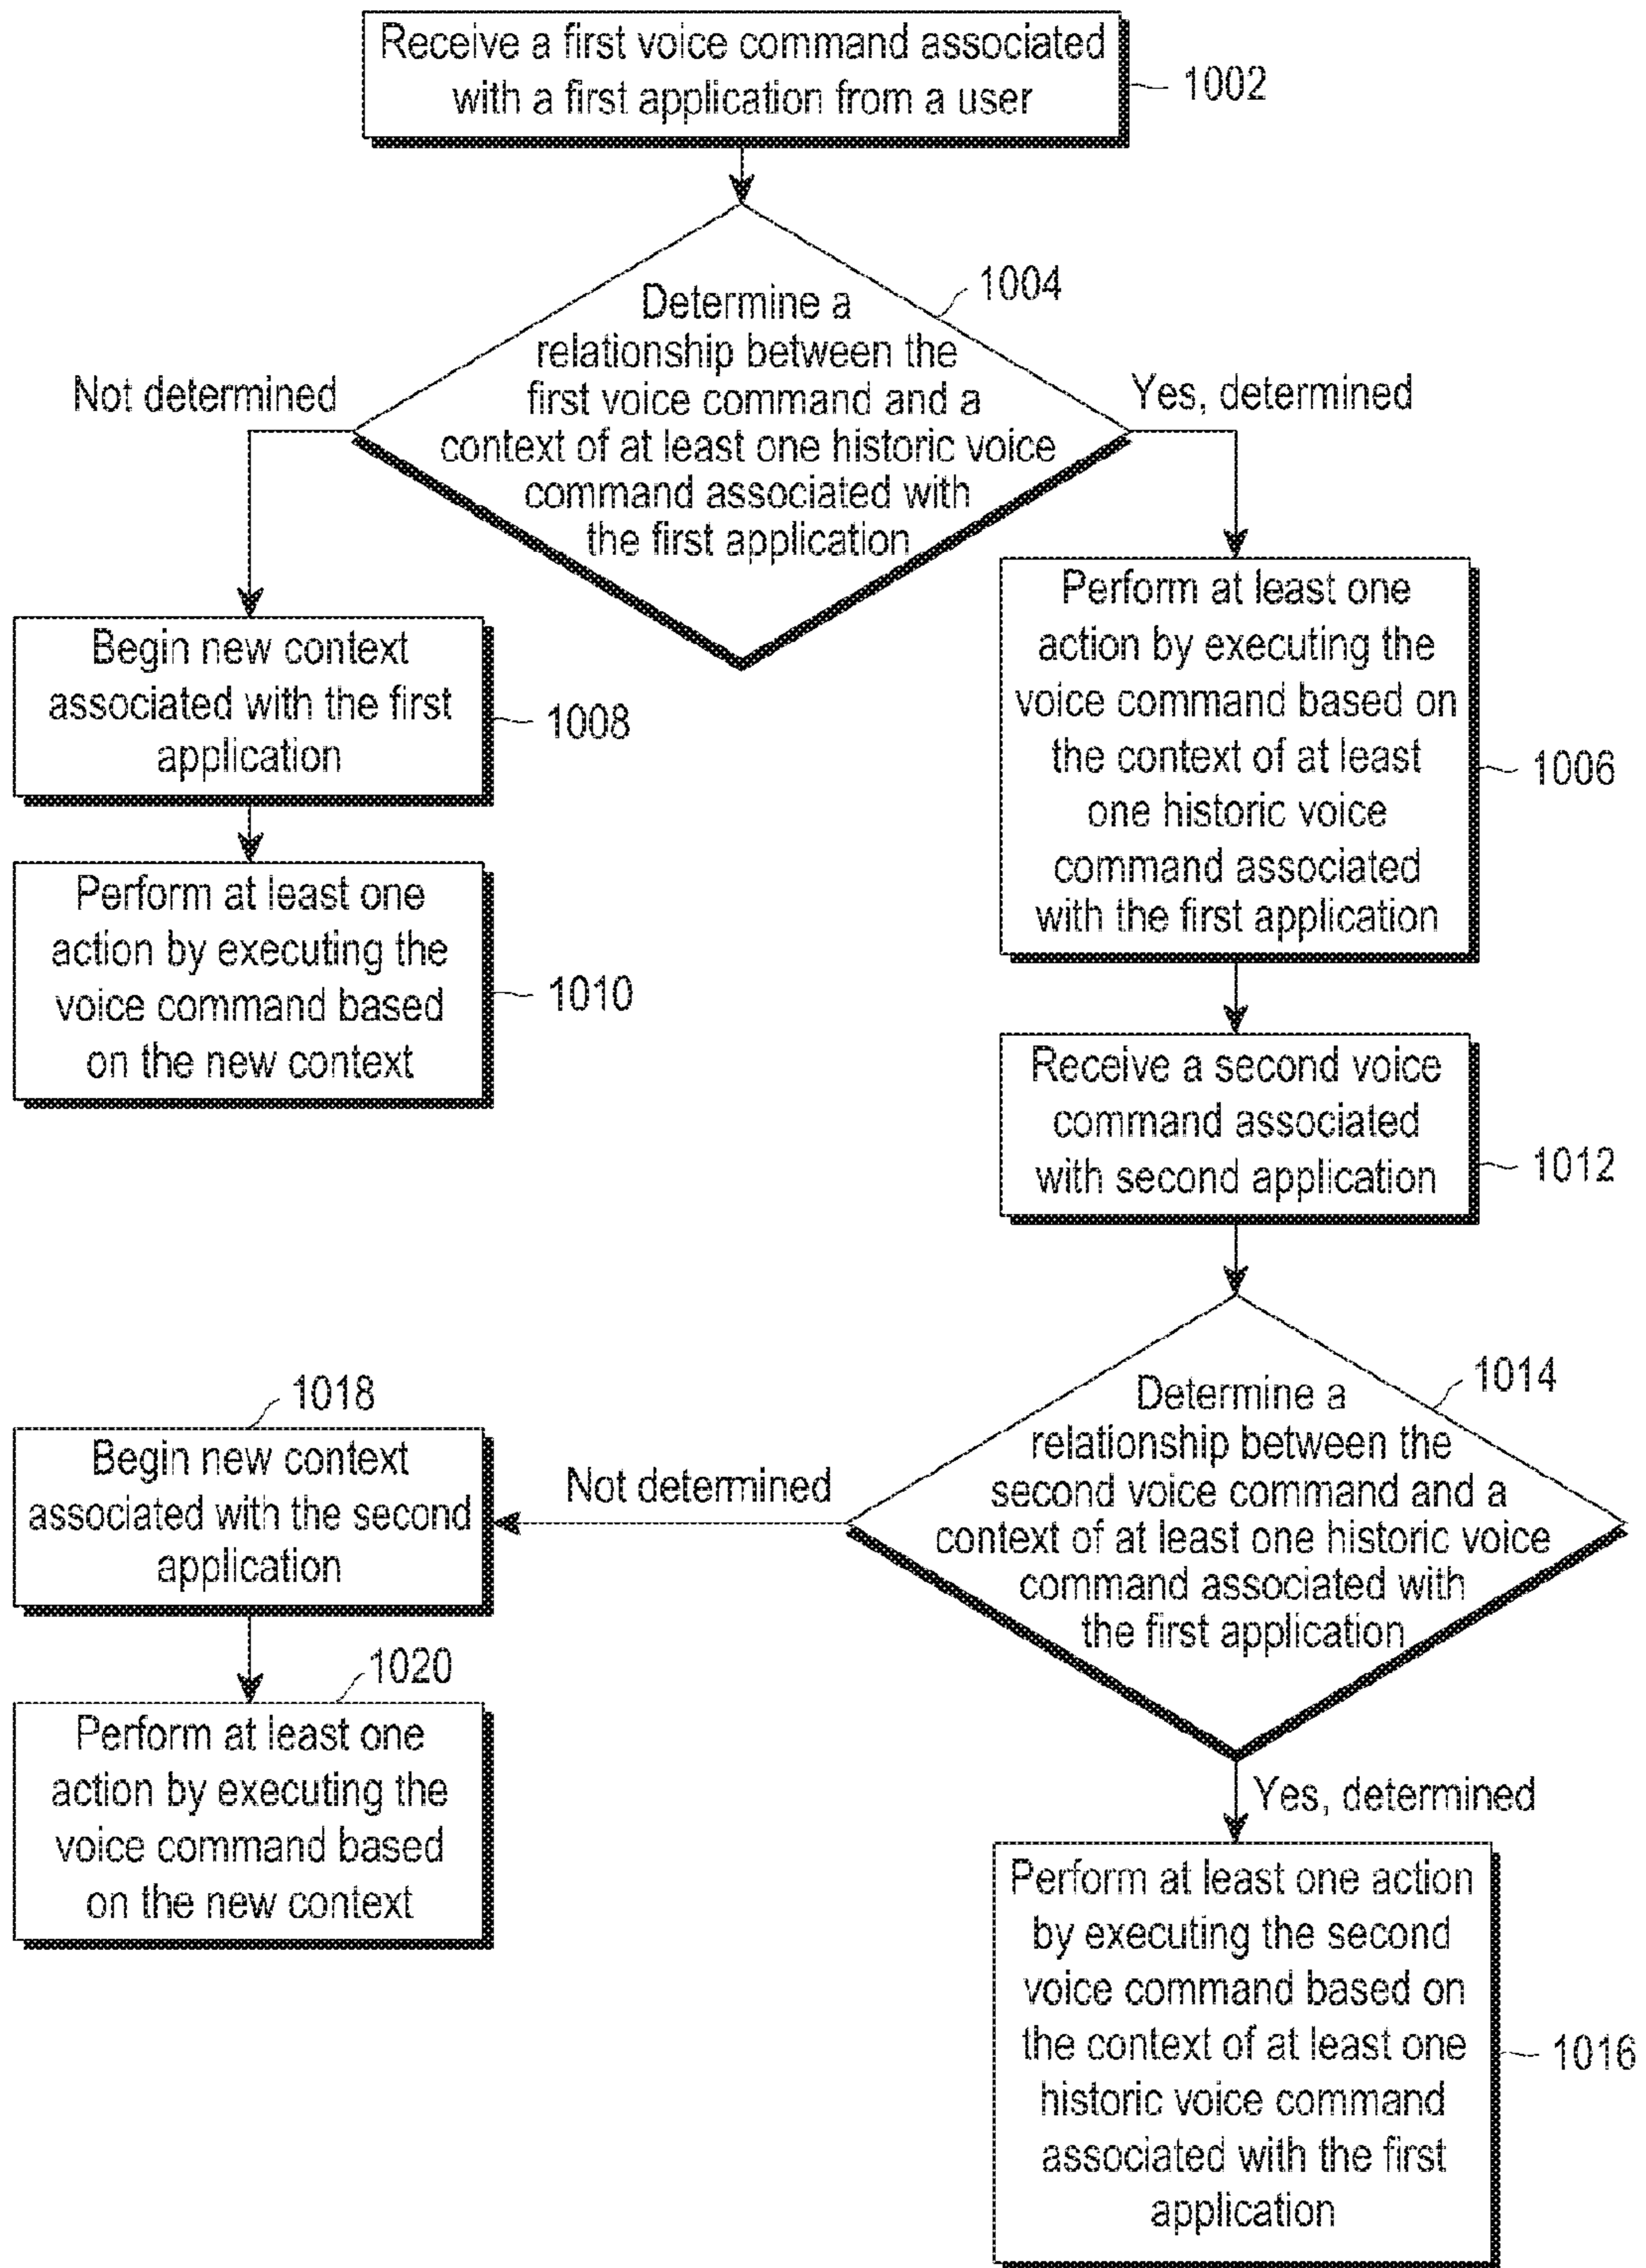 Receive a first voice command associated
with a first application from a user
1002
1004
Determine a
relationship between the
first voice command and a
context of at least one historic voice
command associated with
the first application
Not determined
Yes, determined
Begin new context
associated with the first
application
1008
Perform at least one
action by executing the
voice command based
on the new context
1010
Perform at least one
action by executing the
voice command based on
the context of at least
one historic voice
command associated
with the first application
1006
Receive a second voice
command associated
with second application
1012
1014
Determine a
relationship between the
second voice command and a
context of at least one historic voice
command associated with
the first application
Not determined
1018
Begin new context
associated with the second
application
1020
Perform at least one
action by executing the
voice command based
on the new context
Yes, determined
Perform at least one action
by executing the second
voice command based on
the context of at least one
historic voice command
associated with the first
application
1016